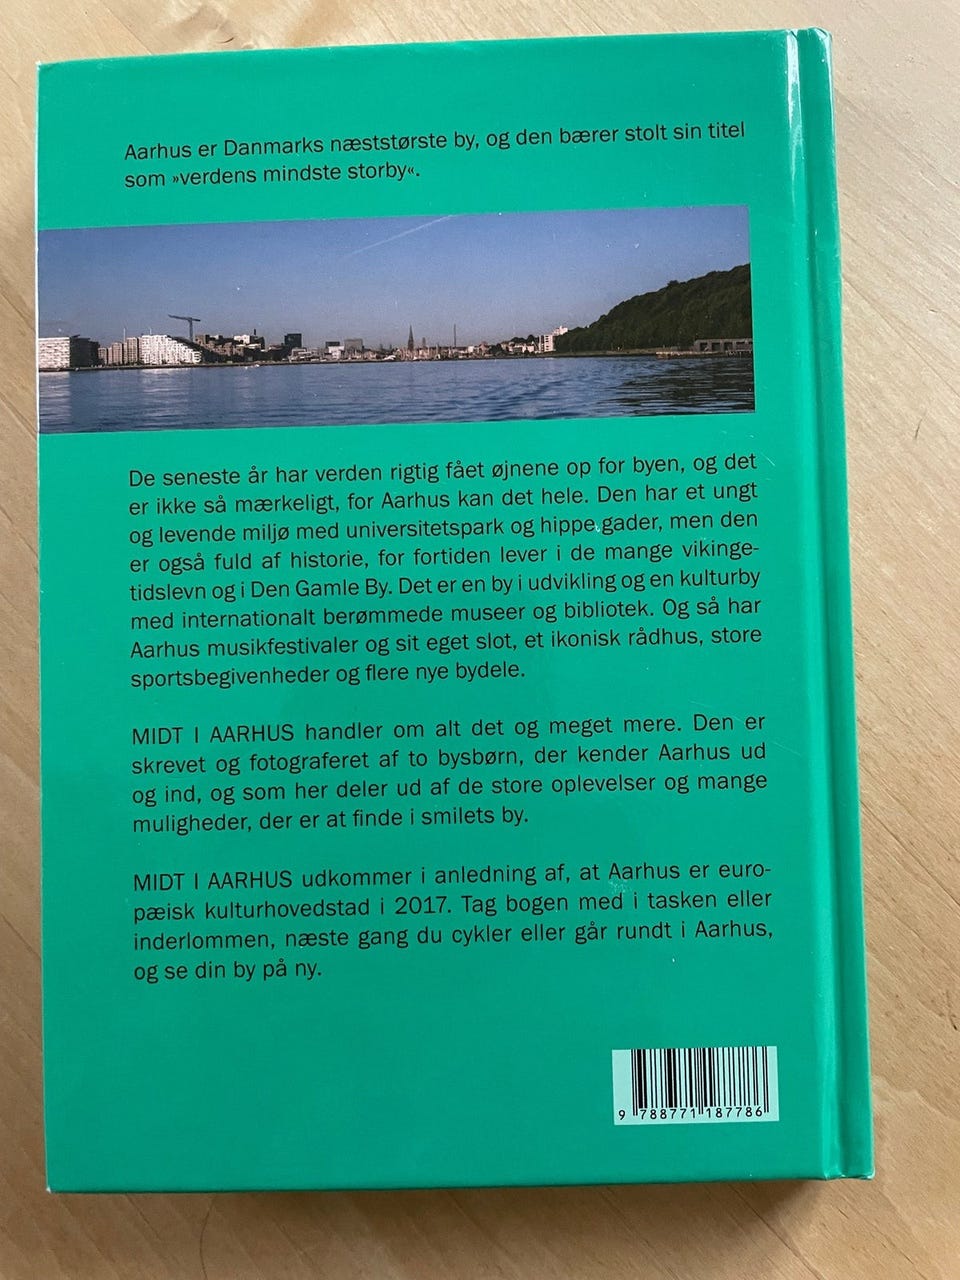 Aarhus er Danmarks næststørste by, og den bærer stolt sin titel
som »verdens mindste storby«.
De seneste år har verden rigtig fået øjnene op for byen, og det
er ikke så mærkeligt, for Aarhus kan det hele. Den har et ungt
og levende miljø med universitetspark og hippe gader, men den
er også fuld af historie, for fortiden lever i de mange vikinge-
tidslevn og i Den Gamle By. Det er en by i udvikling og en kulturby
med internationalt berømmede museer og bibliotek. Og så har
Aarhus musikfestivaler og sit eget slot, et ikonisk rådhus, store
sportsbegivenheder og flere nye bydele.
MIDT I AARHUS handler om alt det og meget mere. Den er
skrevet og fotograferet af to bysbørn, der kender Aarhus ud
og ind, og som her deler ud af de store oplevelser og mange
muligheder, der er at finde i smilets by.
MIDT I AARHUS udkommer i anledning af, at Aarhus er euro-
pæisk kulturhovedstad i 2017. Tag bogen med i tasken eller
inderlommen, næste gang du cykler eller går rundt i Aarhus,
og se din by på ny.
9 788771 187786